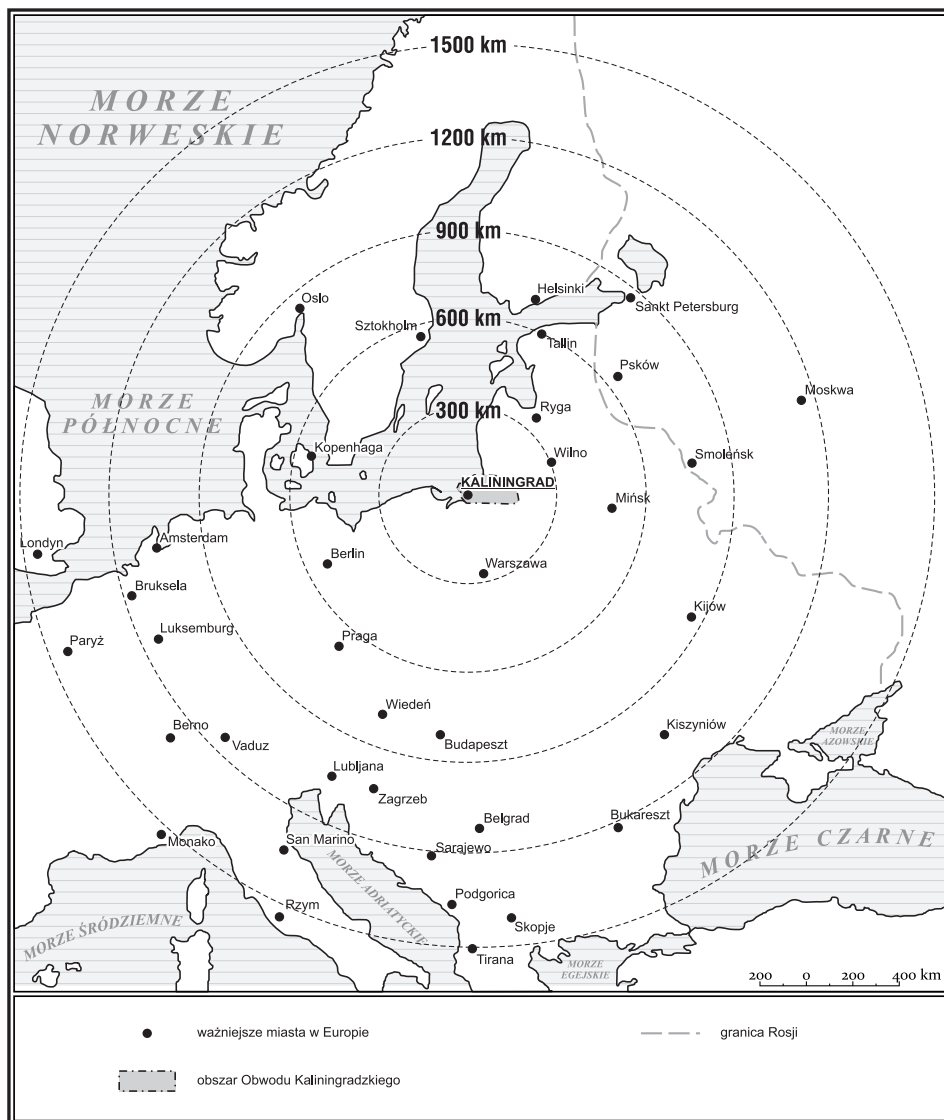 1500 km
MORZE
NORWESKIE
1200 km
900 km
Helsinki
Oslo
Sankt Petersburg
600 km
Sztokholm
Tallin
Psków
MORZE
PÓŁNOCNE
Moskwa
300 km
Ryga
Kopenhaga
Wilno
Smoleńsk
KALININGRAD
Mińsk
Londyn
Amsterdam
Berlin
Warszawa
Bruksela
Kijów
Paryż
Luksemburg
Praga
Wiedeń
Berno
Vaduz
Budapeszt
Kiszyniów
MORZE
AZOWSKIE
Lubljana
Zagrzeb
Belgrad
Bukareszt
Monako
San Marino
Sarajewo
MORZE CZARNE
MORZE ADRIATYCKIE
Podgorica
Rzym
Skopje
MORZE ŚRÓDZIEMNE
Tirana
MORZE
EGEJSKIE
200 0 200 400 km
ważniejsze miasta w Europie
granica Rosji
obszar Obwodu Kaliningradzkiego